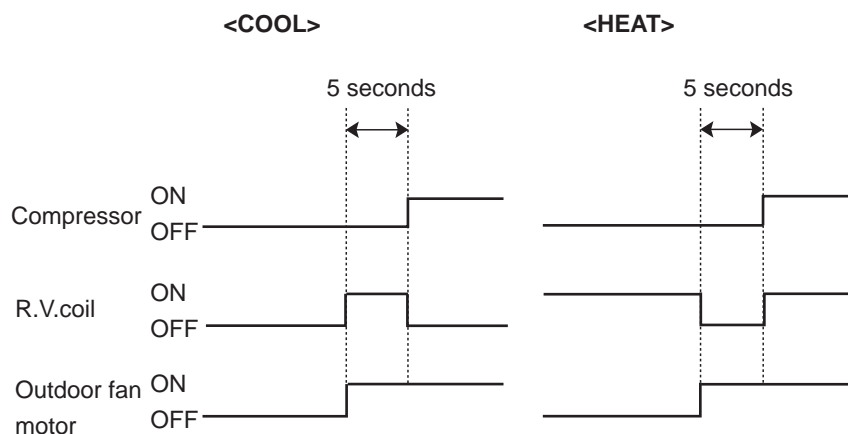 <COOL>
<HEAT>
5 seconds
5 seconds
Compressor
ON
OFF
R.V.coil
ON
OFF
Outdoor fan
motor
ON
OFF